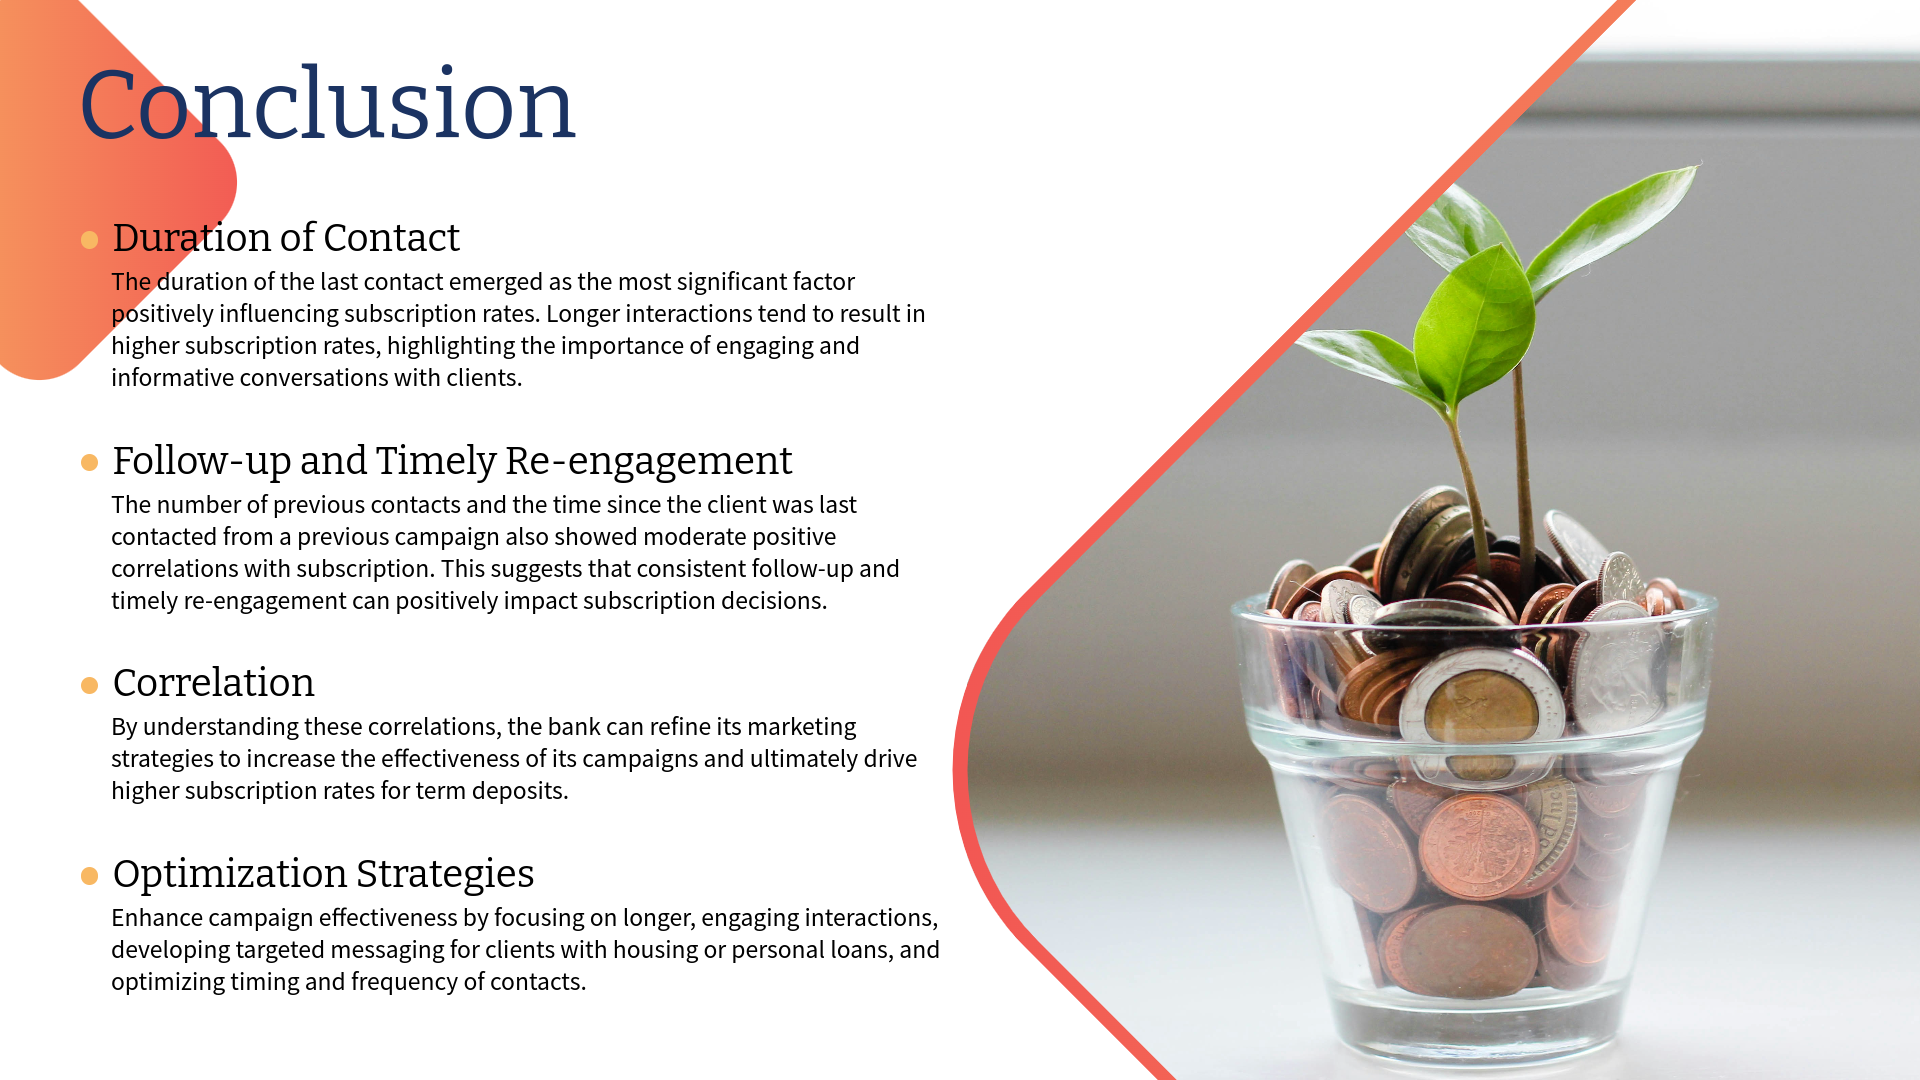 Conclusion
Duration of Contact
The duration of the last contact emerged as the most significant factor
positively influencing subscription rates. Longer interactions tend to result in
higher subscription rates, highlighting the importance of engaging and
informative conversations with clients.
Follow-up and Timely Re-engagement
The number of previous contacts and the time since the client was last
contacted from a previous campaign also showed moderate positive
correlations with subscription. This suggests that consistent follow-up and
timely re-engagement can positively impact subscription decisions.
Correlation
By understanding these correlations, the bank can refine its marketing
strategies to increase the effectiveness of its campaigns and ultimately drive
higher subscription rates for term deposits.
Optimization Strategies
Enhance campaign effectiveness by focusing on longer, engaging interactions,
developing targeted messaging for clients with housing or personal loans, and
optimizing timing and frequency of contacts.